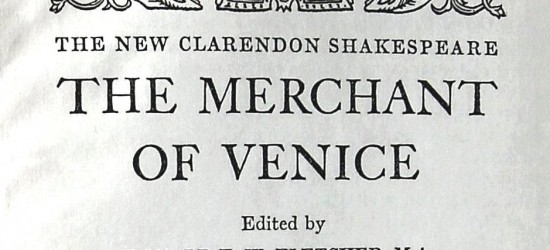 THE NEW CLARENDON SHAKESPEARE
THE MERCHANT
OF VENICE
Edited by